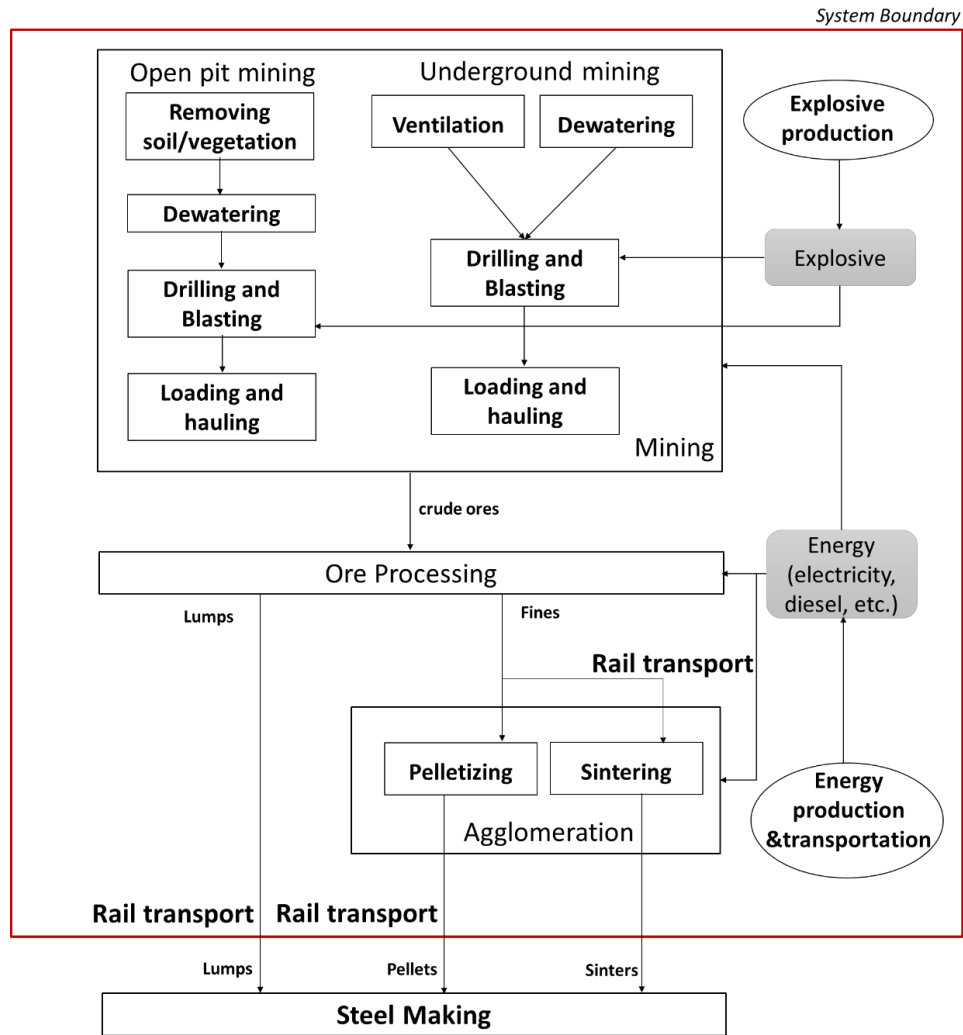 System Boundary
Open pit mining
Underground mining
Removing
soil/vegetation
Ventilation
Dewatering
Explosive
production
Dewatering
Drilling and
Blasting
Explosive
Drilling and
Blasting
Loading and
hauling
Loading and
hauling
Mining
crude ores
Ore Processing
Energy
(electricity,
diesel, etc.)
Lumps
Fines
Rail transport
Pelletizing
Sintering
Agglomeration
Energy
production
&transportation
Rail transport
Rail transport
Lumps
Pellets
Sinters
Steel Making